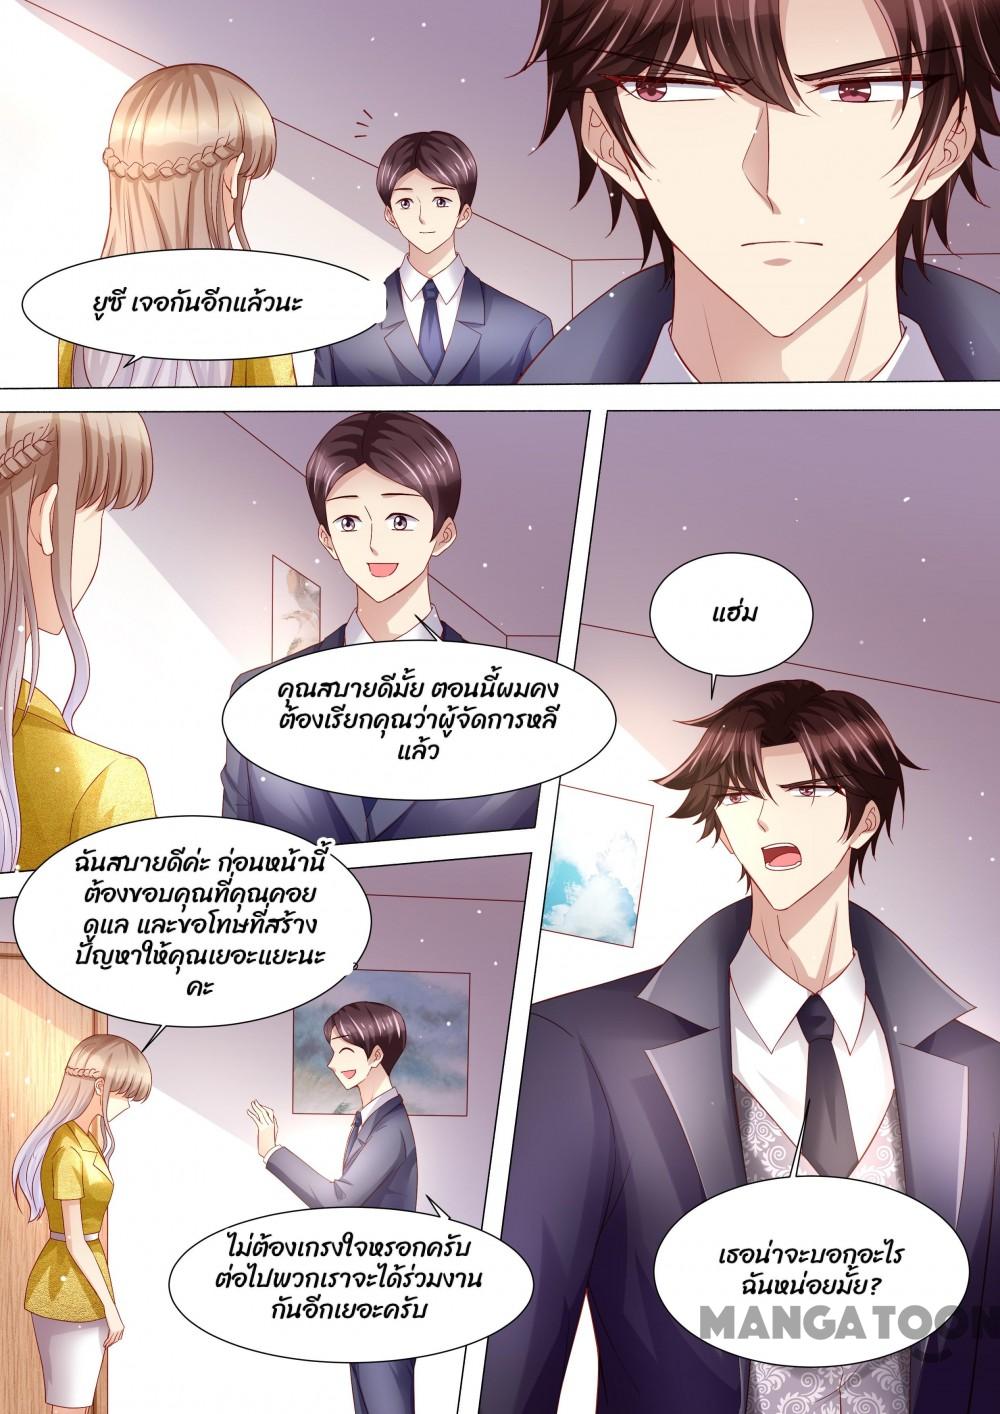 ยูซี เจอกันอีกแล้วนะ
คุณสบายดีมั้ย ตอนนี้ผมคง
ต้องเรียกคุณว่าผู้จัดการหลี
แล้ว
แฮ่ม
ฉันสบายดีค่ะ ก่อนหน้านี้
ต้องขอบคุณที่คุณคอย
ดูแล และขอโทษที่สร้าง
ปัญหาให้คุณเยอะแยะนะ
คะ
ไม่ต้องเกรงใจหรอกครับ
ต่อไปพวกเราจะได้ร่วมงาน
กันอีกเยอะครับ
เธอน่าจะบอกอะไร
ฉันหน่อยมั้ย?
MANGATOON